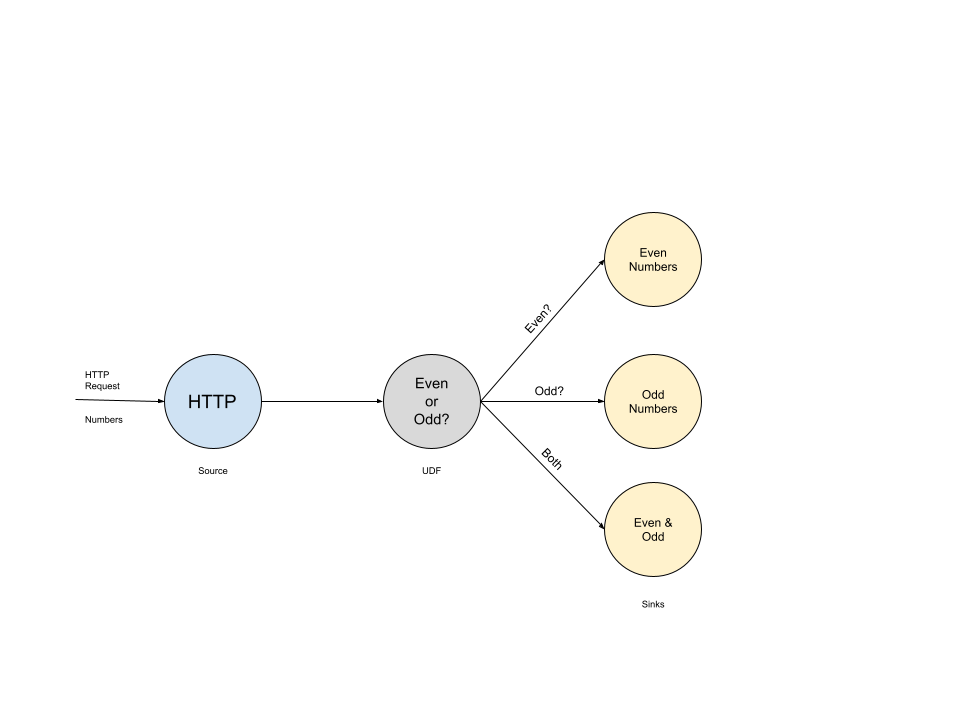 HTTP
Request
Numbers
HTTP
Source
Even
or
Odd?
UDF
Even?
Odd?
Both
Even
Numbers
Odd
Numbers
Even &
Odd
Sinks